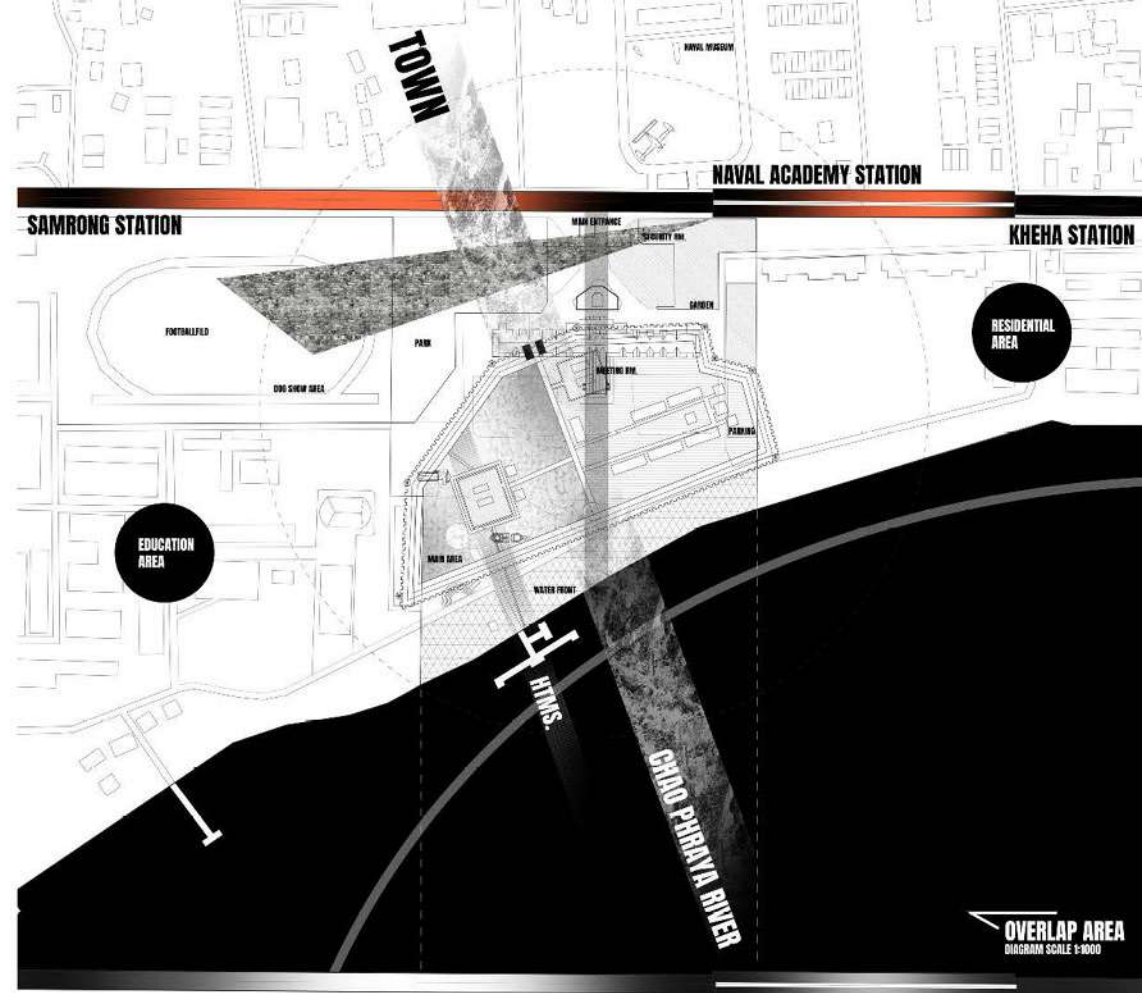 TOWN
NAVAL MUSEUM
NAVAL ACADEMY STATION
SAMRONG STATION
MAIN ENTRANCE
SECURITY RM.
KHEHA STATION
GARDEN
FOOTBALLFILD
PARK
RESIDENTIAL
AREA
MEETING RM.
DOG SHOW AREA
PARKING
EDUCATION
AREA
MAIN AREA
WATER FRONT
HTMS.
CHAO PHRAYA RIVER
OVERLAP AREA
DIAGRAM SCALE 1:1000